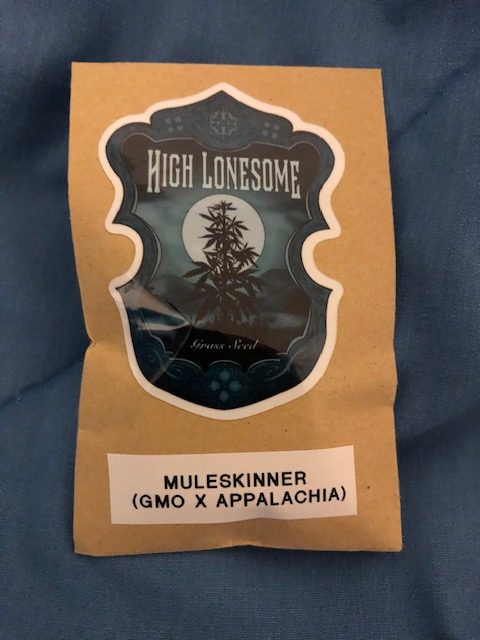 HIGH LONESOME
Grass Seed
MULESKINNER
(GMO X APPALACHIA)